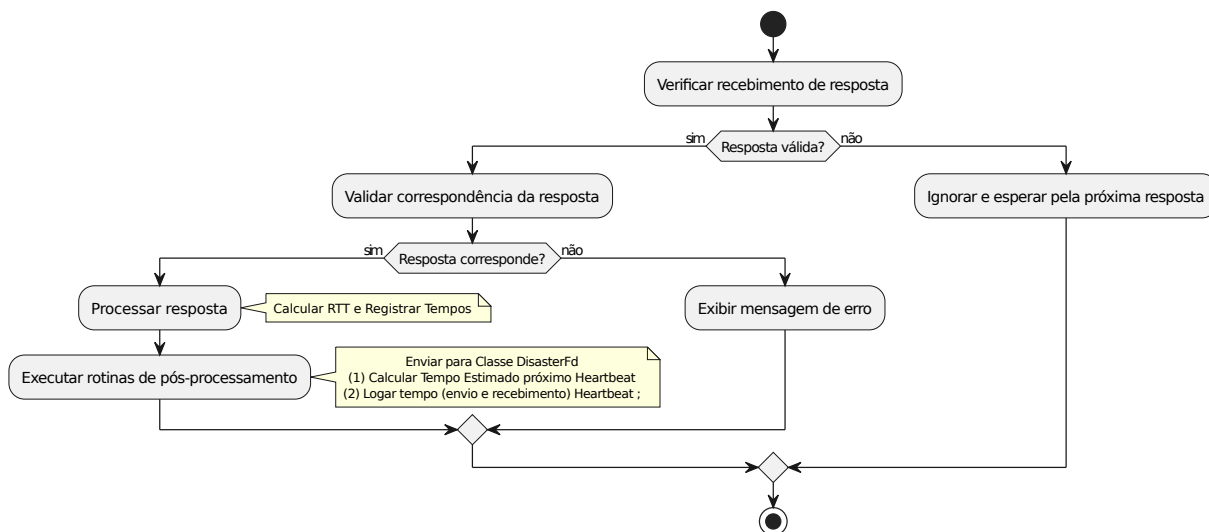 Verificar recebimento de resposta
sim
Resposta válida?
não
Validar correspondência da resposta
Ignorar e esperar pela próxima resposta
sim
Resposta corresponde?
não
Processar resposta
Calcular RTT e Registrar Tempos
Exibir mensagem de erro
Executar rotinas de pós-processamento
Enviar para Classe DisasterFd
(1) Calcular Tempo Estimado próximo Heartbeat
(2) Logar tempo (envio e recebimento) Heartbeat ;